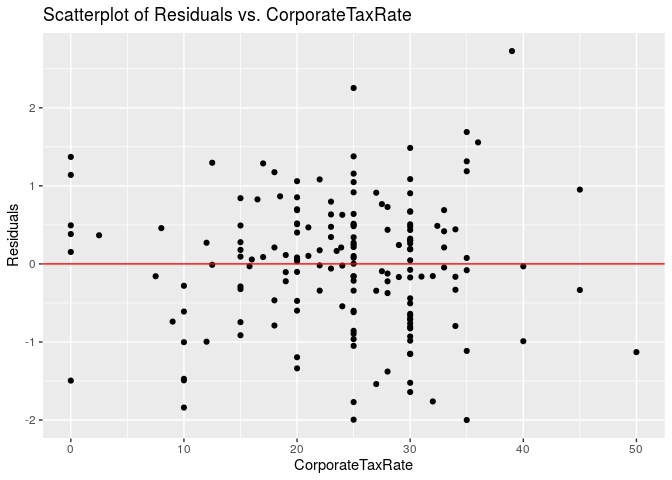 Scatterplot of Residuals vs. CorporateTaxRate
2
1
0
-1
-2
Residuals
0 10 20 30 40 50
CorporateTaxRate